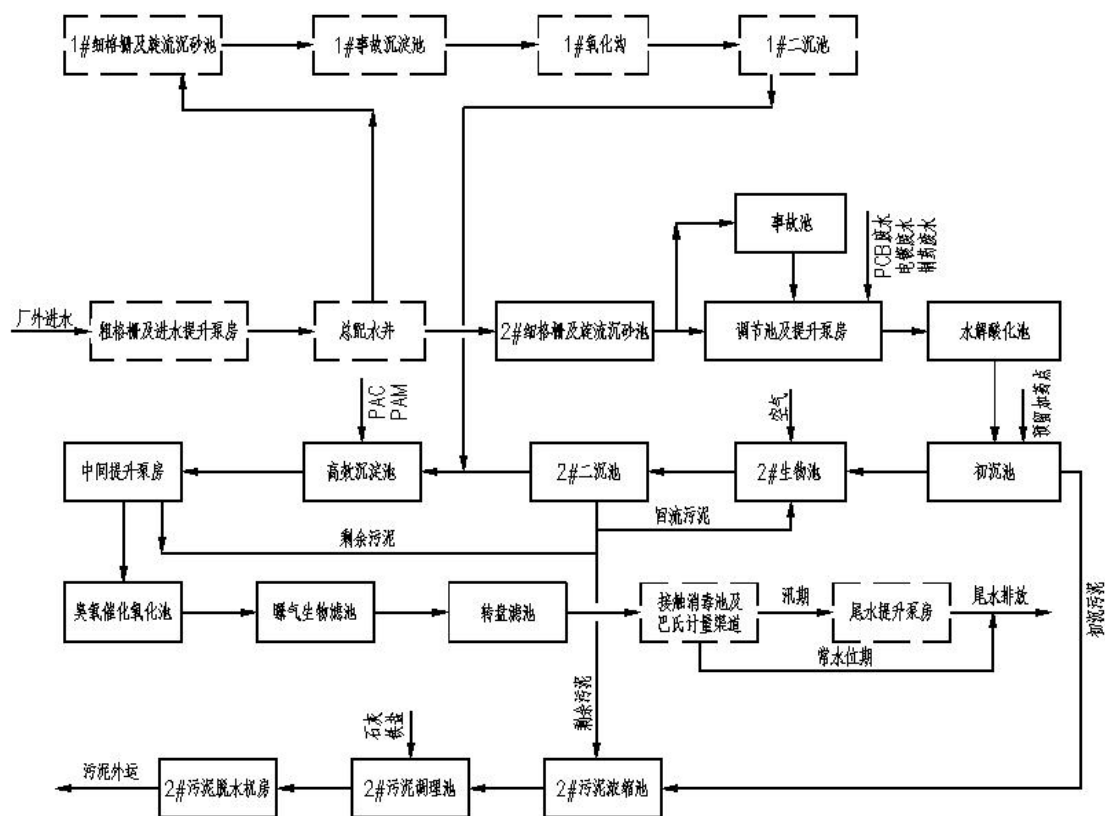 1#细格栅及旋流沉砂池
1#事故沉淀池
1#氧化沟
1#二沉池
事故池
PCB废水
电镀废水
制药废水
厂外进水
粗格栅及进水提升泵房
总配水井
2#细格栅及旋流沉砂池
调节池及提升泵房
水解酸化池
PAC
PAM
空气
预留加药点
中间提升泵房
高效沉淀池
2#二沉池
2#生物池
初沉池
回流污泥
剩余污泥
臭氧催化氧化池
曝气生物滤池
转盘滤池
接触消毒池及
巴氏计量渠道
汛期
尾水提升泵房
尾水排放
常水位期
初沉污泥
剩余污泥
石灰
铁盐
污泥外运
2#污泥脱水机房
2#污泥调理池
2#污泥浓缩池